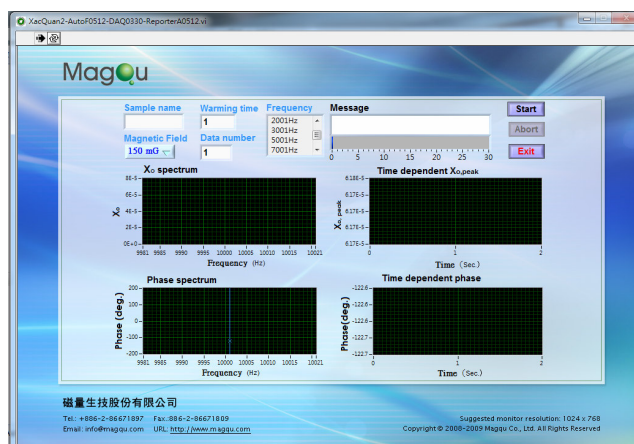 XacQuan2-AutoF0512-DAQ0330-ReporterA0512.vi
MagQu
Sample name Warming time Frequency Message
1
2001Hz
3001Hz
5001Hz
7001Hz
Start
Abort
Exit
Magnetic Field Data number
150 mG 1
0 5 10 15 20 25 30
Xo spectrum
8E-5
6E-5
4E-5
2E-5
0E+0
Xo
9981 9985 9990 9995 10000 10005 10010 10015 10021
Frequency (Hz)
Time dependent Xo,peak
6.18E-5
6.17E-5
6.17E-5
6.17E-5
Xo, peak
0 1 2
Time (Sec.)
Phase spectrum
200
100
0
-100
-200
Phase (deg.)
9981 9985 9990 9995 10000 10005 10010 10015 10021
Frequency (Hz)
Time dependent phase
-122.6
-122.6
-122.6
-122.7
-122.7
Phase(deg.)
0 1 2
Time (Sec.)
磁量生技股份有限公司
Tel.: +886-2-86671897 Fax.:886-2-86671809
Email: info@magqu.com URL: http://www.magqu.com
Suggested monitor resolution: 1024 x 768
Copyright © 2008-2009 Magqu Co., Ltd. All Rights Reserved